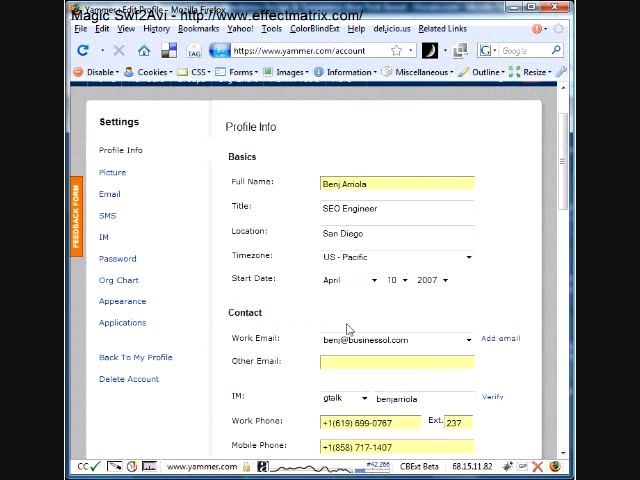 Yammer : Edit Profile - Mozilla Firefox
Magic Swf2Avi - http://www.effectmatrix.com/
File Edit View History Bookmarks Yahoo! Tools ColorBlindExt del.icio.us Related Links
TAG https://www.yammer.com/account Google
Disable Cookies CSS Forms Images Information Miscellaneous Outline Resize
Settings
Profile Info
Picture
Email
SMS
IM
Password
Org Chart
Appearance
Applications
Back To My Profile
Delete Account
FEEDBACK FORM
Profile Info
Basics
Full Name: Benj Arriola
Title: SEO Engineer
Location: San Diego
Timezone: US - Pacific
Start Date: April 10 2007
Contact
Work Email: benj@businessol.com Add email
Other Email:
IM: gtalk benjarriola Verify
Work Phone: +1(619) 699-0767 Ext. 237
Mobile Phone: +1(858) 717-1407
CC www.yammer.com #42,266 CBExt Beta 68.15.11.82